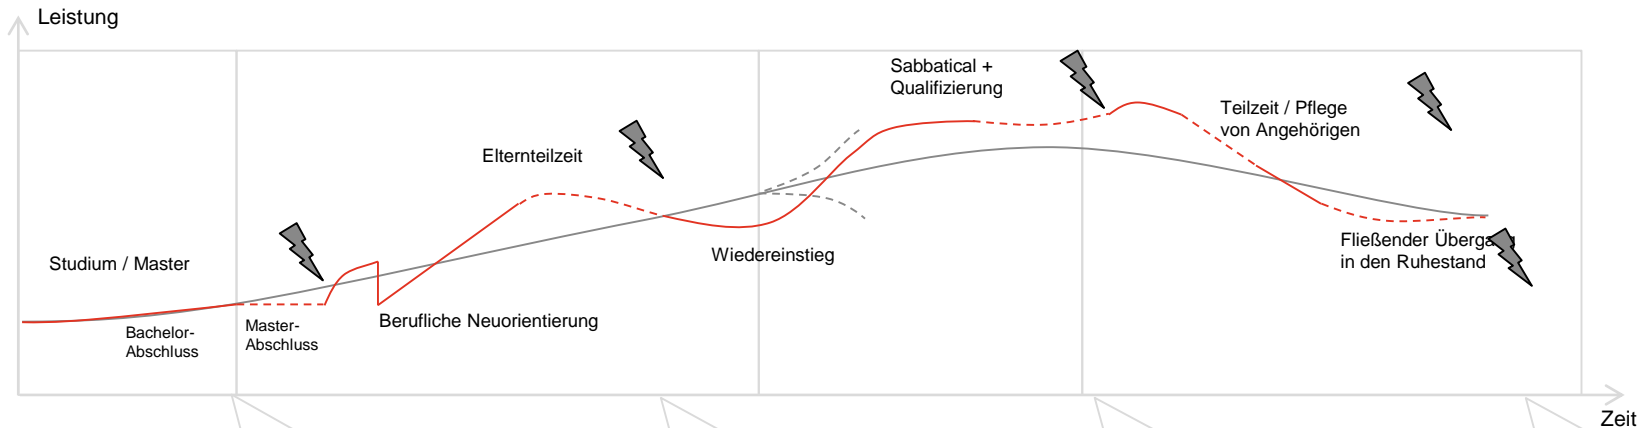 Leistung
Sabbatical +
Qualifizierung
Teilzeit / Pflege
von Angehörigen
Elternteilzeit
Wiedereinstieg
Fließender
in den Ruhestand
Studium / Master
Berufliche Neuorientierung
Bachelor-
Abschluss
Master-
Abschluss
Zeit